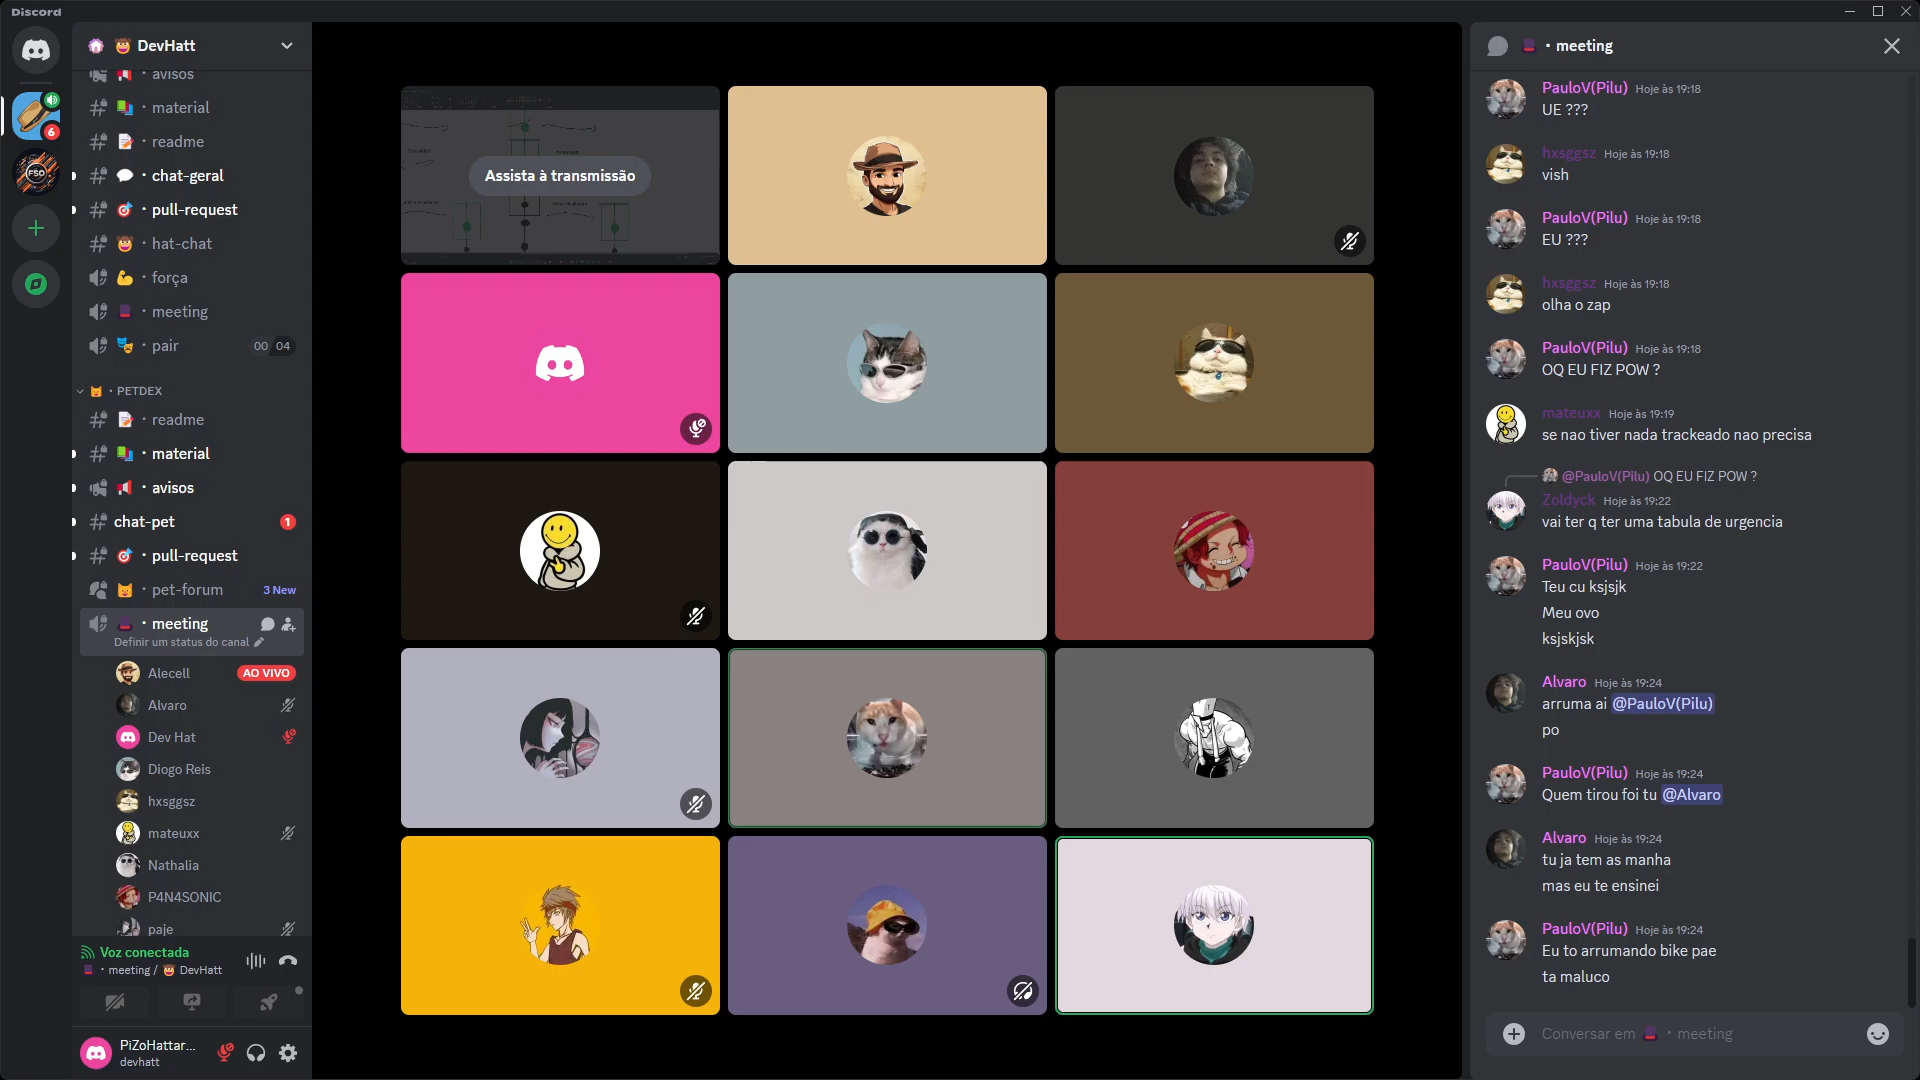 Discord
DevHatt
· avisos
· material
· readme
· chat-geral
· pull-request
· hat-chat
· força
· meeting
· pair
00 04
6
FSO
· PETDEX
· readme
· material
· avisos
chat-pet
1
· pull-request
· pet-forum
3 New
· meeting
Definir um status do canal
Alecell
AO VIVO
Alvaro
Dev Hat
Diogo Reis
hxsggsz
mateuxx
Nathalia
P4N4SONIC
paje
Voz conectada
· meeting / DevHatt
PiZoHattar...
devhatt
Assista à transmissão
· meeting
PauloV(Pilu) Hoje às 19:18
UE ???
hxsggsz Hoje às 19:18
vish
PauloV(Pilu) Hoje às 19:18
EU ???
hxsggsz Hoje às 19:18
olha o zap
PauloV(Pilu) Hoje às 19:18
OQ EU FIZ POW ?
mateuxx Hoje às 19:19
se nao tiver nada trackeado nao precisa
@PauloV(Pilu) OQ EU FIZ POW ?
Zoldyck Hoje às 19:22
vai ter q ter uma tabula de urgencia
PauloV(Pilu) Hoje às 19:22
Teu cu ksjsjk
Meu ovo
ksjskjsk
Alvaro Hoje às 19:24
arruma ai @PauloV(Pilu)
po
PauloV(Pilu) Hoje às 19:24
Quem tirou foi tu @Alvaro
Alvaro Hoje às 19:24
tu ja tem as manha
mas eu te ensinei
PauloV(Pilu) Hoje às 19:24
Eu to arrumando bike pae
ta maluco
Conversar em · meeting